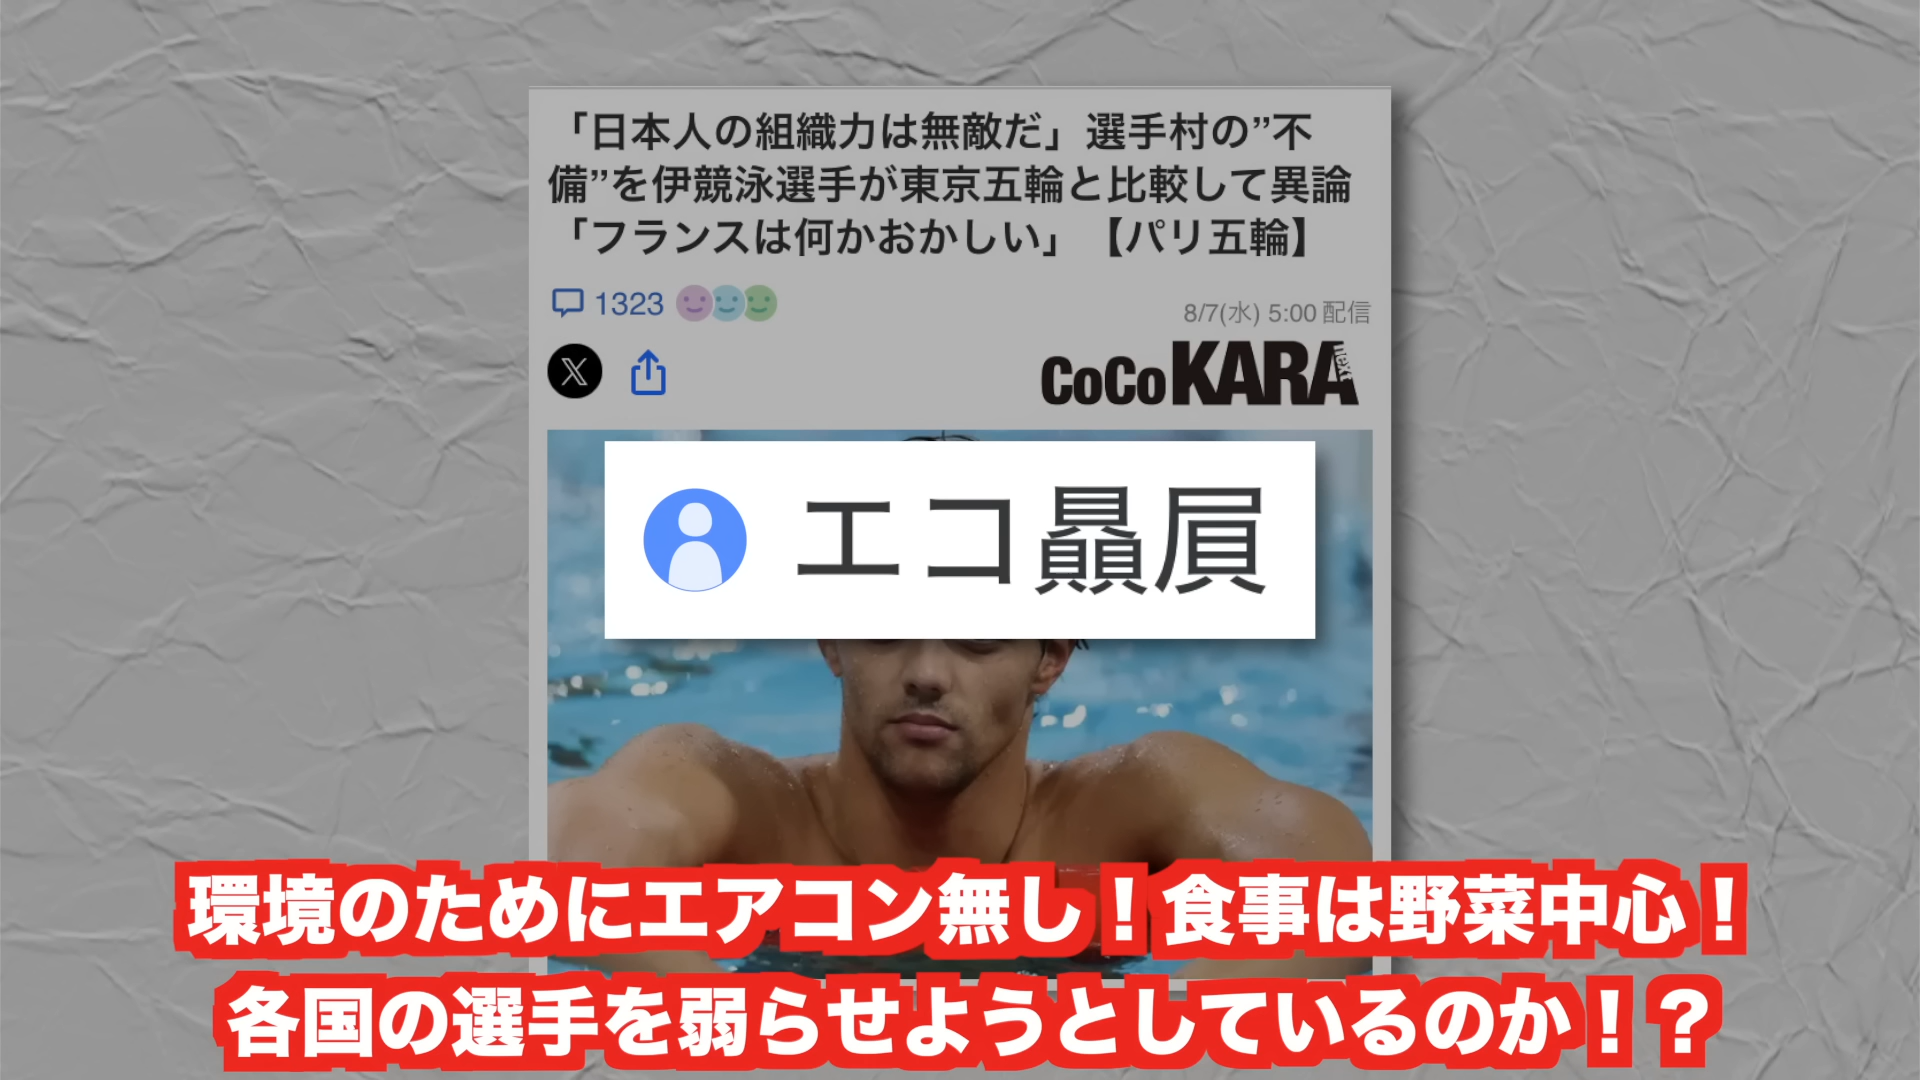 「日本人の組織力は無敵だ」選手村の”不
備”を伊競泳選手が東京五輪と比較して異論
「フランスは何かおかしい」【パリ五輪】
1323
8/7(水) 5:00 配信
CoCoKARA next
エコ贔屓
環境のためにエアコン無し！食事は野菜中心！
各国の選手を弱らせようとしているのか！？